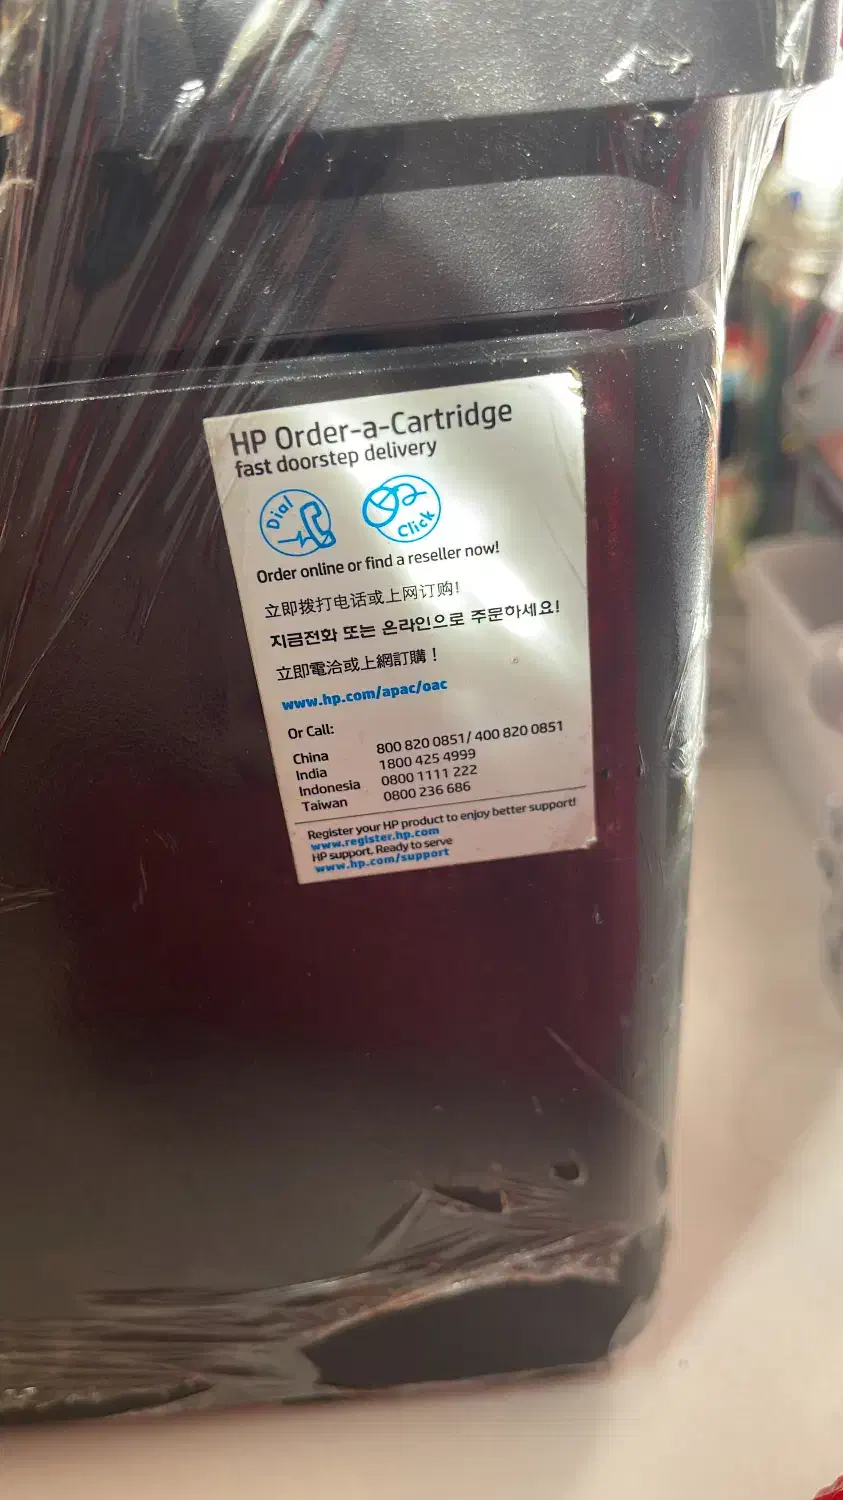 HP Order-a-Cartridge
fast doorstep delivery
Dial
Click
Order online or find a reseller now!
立即拨打电话或上网订购!
지금전화 또는 온라인으로 주문하세요!
立即電洽或上網訂購！
www.hp.com/apac/oac
Or Call:
China 800 820 0851/ 400 820 0851
India 1800 425 4999
Indonesia 0800 1111 222
Taiwan 0800 236 686
Register your HP product to enjoy better support!
www.register.hp.com
HP support. Ready to serve
www.hp.com/support